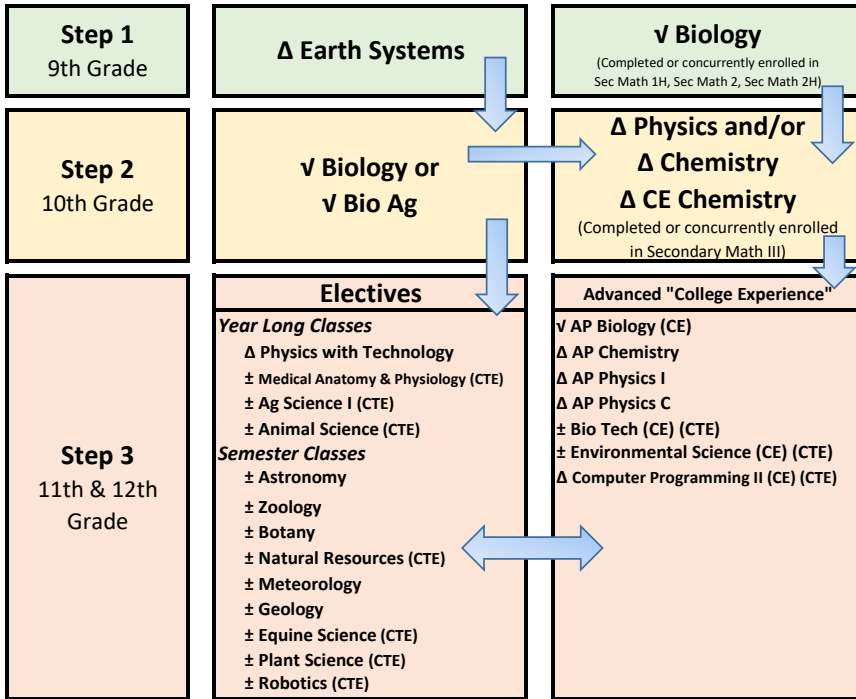 Step 1
9th Grade
Δ Earth Systems
√ Biology
(Completed or concurrently enrolled in
Sec Math 1H, Sec Math 2, Sec Math 2H)
Step 2
10th Grade
√ Biology or
√ Bio Ag
Δ Physics and/or
Δ Chemistry
Δ CE Chemistry
(Completed or concurrently enrolled
in Secondary Math III)
Step 3
11th & 12th
Grade
Electives
Year Long Classes
Δ Physics with Technology
± Medical Anatomy & Physiology (CTE)
± Ag Science I (CTE)
± Animal Science (CTE)
Semester Classes
± Astronomy
± Zoology
± Botany
± Natural Resources (CTE)
± Meteorology
± Geology
± Equine Science (CTE)
± Plant Science (CTE)
± Robotics (CTE)
Advanced "College Experience"
√ AP Biology (CE)
Δ AP Chemistry
Δ AP Physics I
Δ AP Physics C
± Bio Tech (CE) (CTE)
± Environmental Science (CE) (CTE)
Δ Computer Programming II (CE) (CTE)